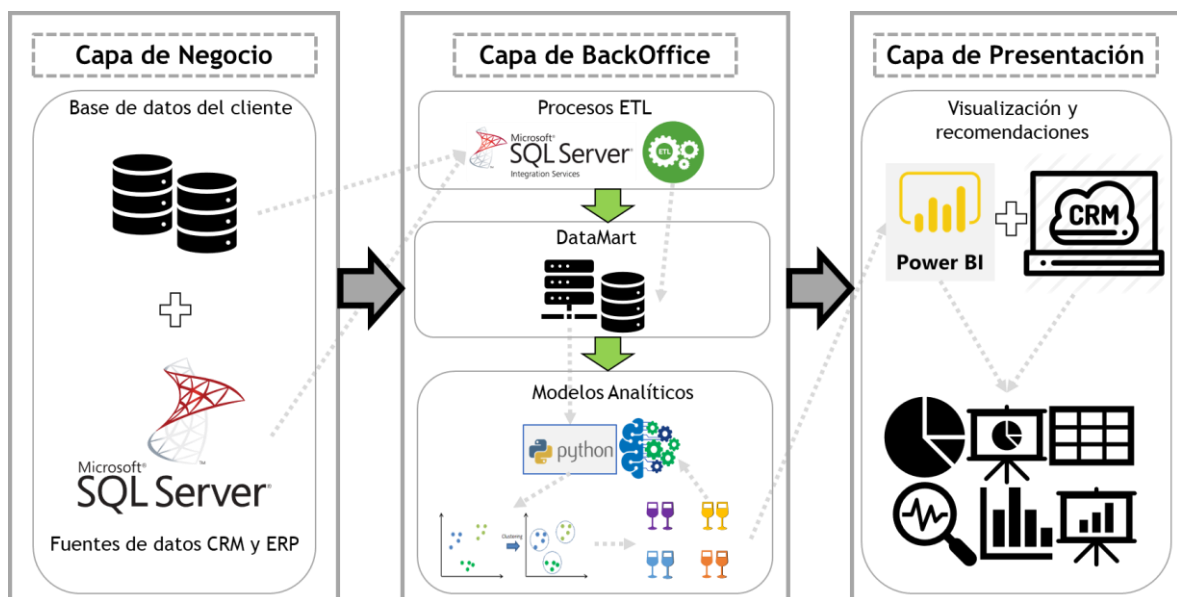 Capa de Negocio
Base de datos del cliente
Microsoft®
SQL Server®
Fuentes de datos CRM y ERP
Capa de BackOffice
Procesos ETL
Microsoft®
SQL Server®
Integration Services
ETL
DataMart
Modelos Analíticos
python
Clustering
Capa de Presentación
Visualización y
recomendaciones
Power BI
CRM